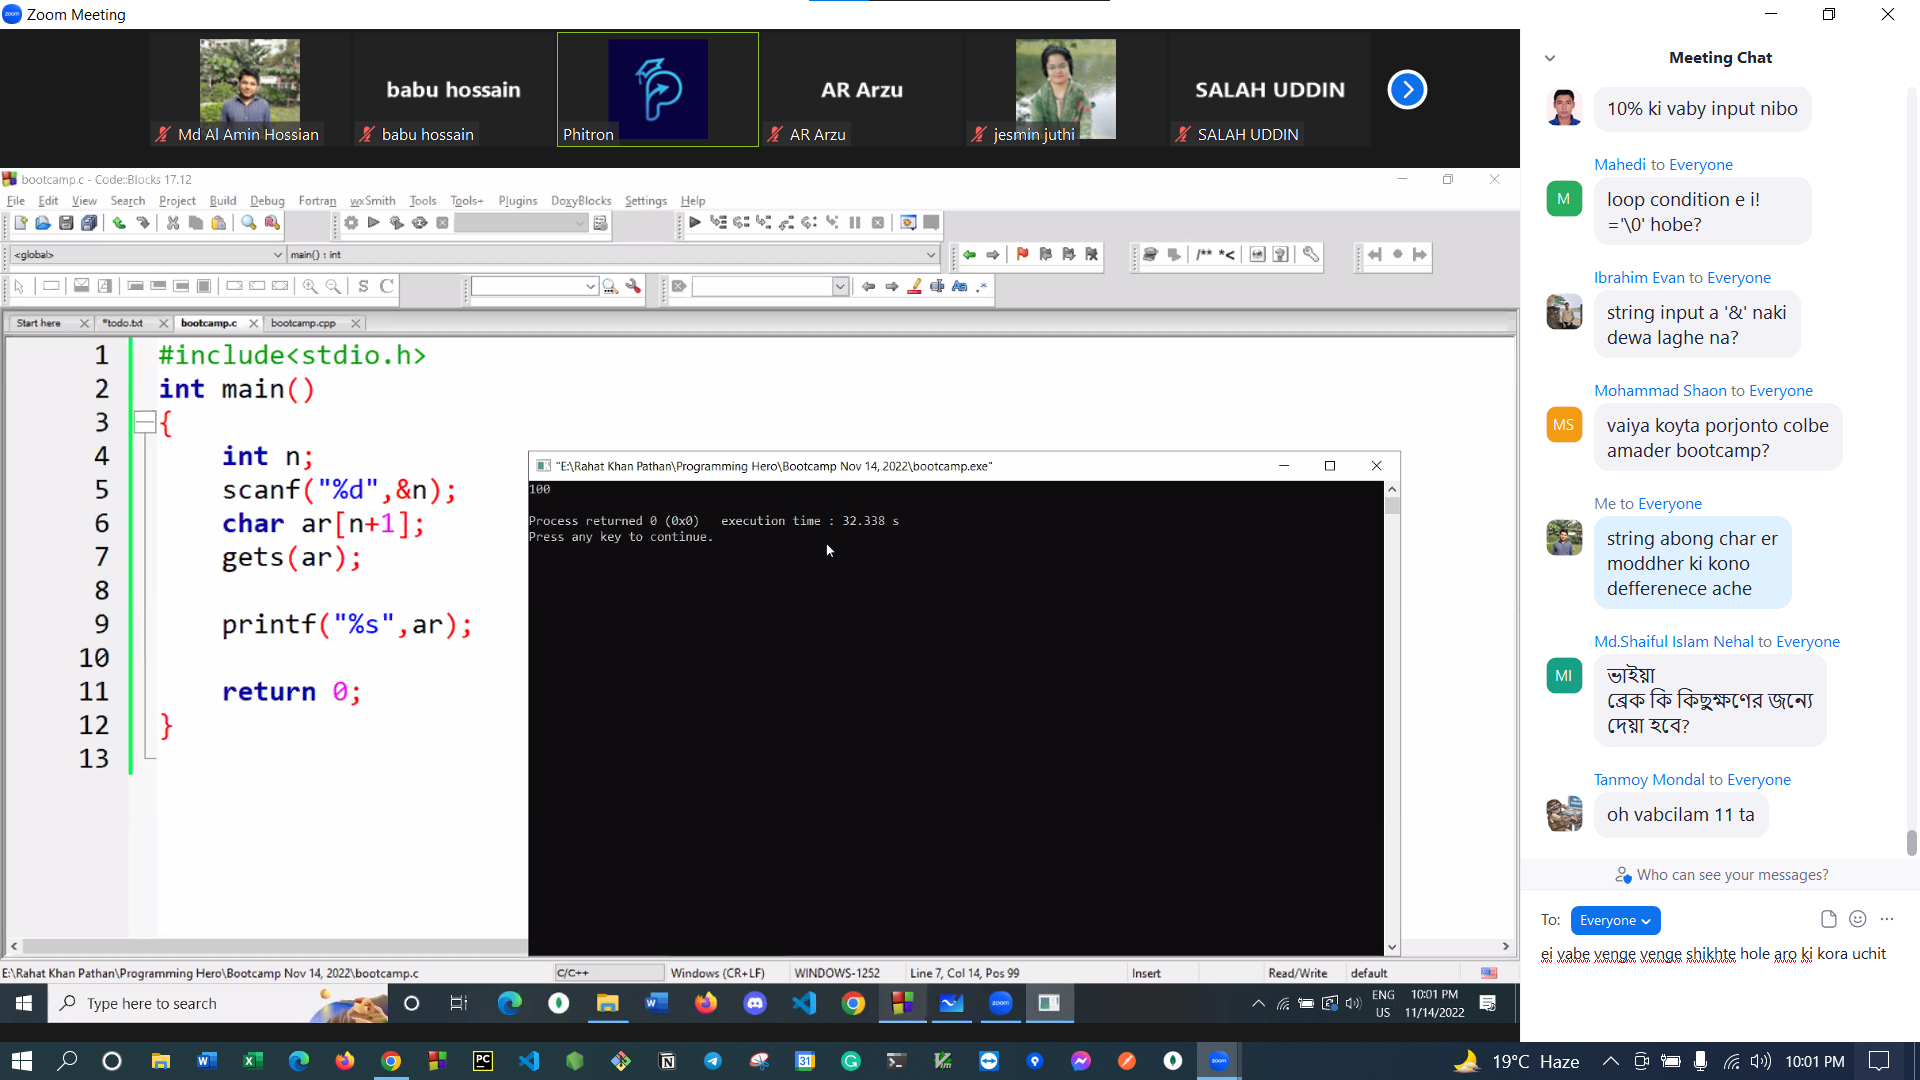 Zoom Meeting
babu hossain
AR Arzu
SALAH UDDIN
Md Al Amin Hossian
babu hossain
Phitron
AR Arzu
jesmin juthi
SALAH UDDIN
bootcamp.c - Code::Blocks 17.12
File Edit View Search Project Build Debug Fortran wxSmith Tools Tools+ Plugins DoxyBlocks Settings Help
<global>
main() : int
Start here
*todo.txt
bootcamp.c
bootcamp.cpp
1 #include<stdio.h>
2 int main()
3 {
4 int n;
5 scanf("%d",&n);
6 char ar[n+1];
7 gets(ar);
8
9 printf("%s",ar);
10
11 return 0;
12 }
13
"E:\Rahat Khan Pathan\Programming Hero\Bootcamp Nov 14, 2022\bootcamp.exe"
100
Process returned 0 (0x0) execution time : 32.338 s
Press any key to continue.
E:\Rahat Khan Pathan\Programming Hero\Bootcamp Nov 14, 2022\bootcamp.c
C/C++
Windows (CR+LF)
WINDOWS-1252
Line 7, Col 14, Pos 99
Insert
Read/Write
default
Type here to search
ENG
US
10:01 PM
11/14/2022
Meeting Chat
10% ki vaby input nibo
Mahedi to Everyone
M
loop condition e i!
='\0' hobe?
Ibrahim Evan to Everyone
string input a '&' naki
dewa laghe na?
Mohammad Shaon to Everyone
MS
vaiya koyta porjonto colbe
amader bootcamp?
Me to Everyone
string abong char er
moddher ki kono
defferenece ache
Md.Shaiful Islam Nehal to Everyone
MI
ভাইয়া
ব্রেক কি কিছুক্ষণের জন্যে
দেয়া হবে?
Tanmoy Mondal to Everyone
oh vabcilam 11 ta
Who can see your messages?
To: Everyone
ei vabe venge venge shikhte hole aro ki kora uchit
19°C Haze
10:01 PM